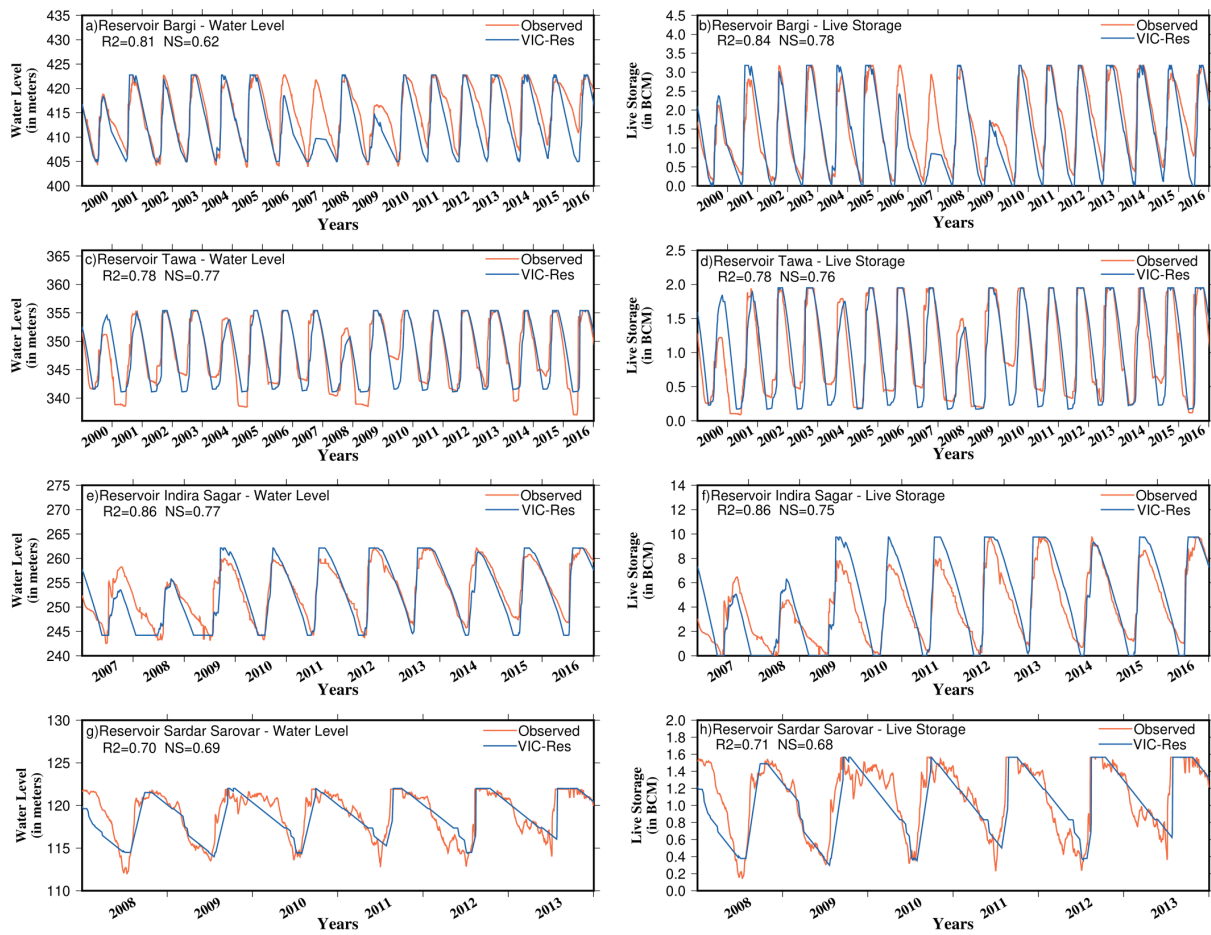 a)Reservoir Bargi - Water Level
R2=0.81 NS=0.62
Observed
VIC-Res
435
430
425
420
415
410
405
400
Water Level
(in meters)
2000 2001 2002 2003 2004 2005 2006 2007 2008 2009 2010 2011 2012 2013 2014 2015 2016
Years
b)Reservoir Bargi - Live Storage
R2=0.84 NS=0.78
Observed
VIC-Res
4.5
4.0
3.5
3.0
2.5
2.0
1.5
1.0
0.5
0.0
Live Storage
(in BCM)
2000 2001 2002 2003 2004 2005 2006 2007 2008 2009 2010 2011 2012 2013 2014 2015 2016
Years
c)Reservoir Tawa - Water Level
R2=0.78 NS=0.77
Observed
VIC-Res
365
360
355
350
345
340
Water Level
(in meters)
2000 2001 2002 2003 2004 2005 2006 2007 2008 2009 2010 2011 2012 2013 2014 2015 2016
Years
d)Reservoir Tawa - Live Storage
R2=0.78 NS=0.76
Observed
VIC-Res
2.5
2.0
1.5
1.0
0.5
0.0
Live Storage
(in BCM)
2000 2001 2002 2003 2004 2005 2006 2007 2008 2009 2010 2011 2012 2013 2014 2015 2016
Years
e)Reservoir Indira Sagar - Water Level
R2=0.86 NS=0.77
Observed
VIC-Res
275
270
265
260
255
250
245
240
Water Level
(in meters)
2007 2008 2009 2010 2011 2012 2013 2014 2015 2016
Years
f)Reservoir Indira Sagar - Live Storage
R2=0.86 NS=0.75
Observed
VIC-Res
14
12
10
8
6
4
2
0
Live Storage
(in BCM)
2007 2008 2009 2010 2011 2012 2013 2014 2015 2016
Years
g)Reservoir Sardar Sarovar - Water Level
R2=0.70 NS=0.69
Observed
VIC-Res
130
125
120
115
110
Water Level
(in meters)
2008 2009 2010 2011 2012 2013
Years
h)Reservoir Sardar Sarovar - Live Storage
R2=0.71 NS=0.68
Observed
VIC-Res
2.0
1.8
1.6
1.4
1.2
1.0
0.8
0.6
0.4
0.2
0.0
Live Storage
(in BCM)
2008 2009 2010 2011 2012 2013
Years